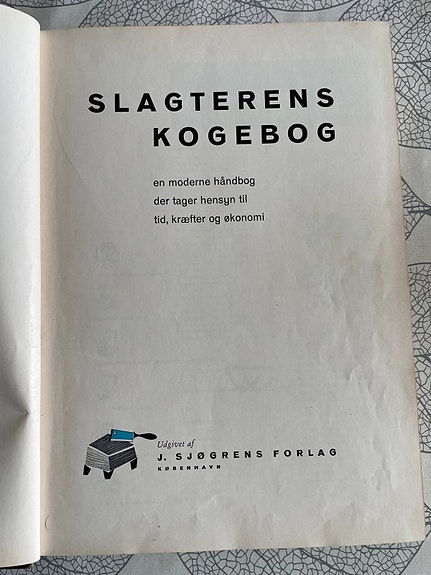 SLAGTERENS
KOGEBOG
en moderne håndbog
der tager hensyn til
tid, kræfter og økonomi
Udgivet af
J. SJØGRENS FORLAG
KØBENHAVN